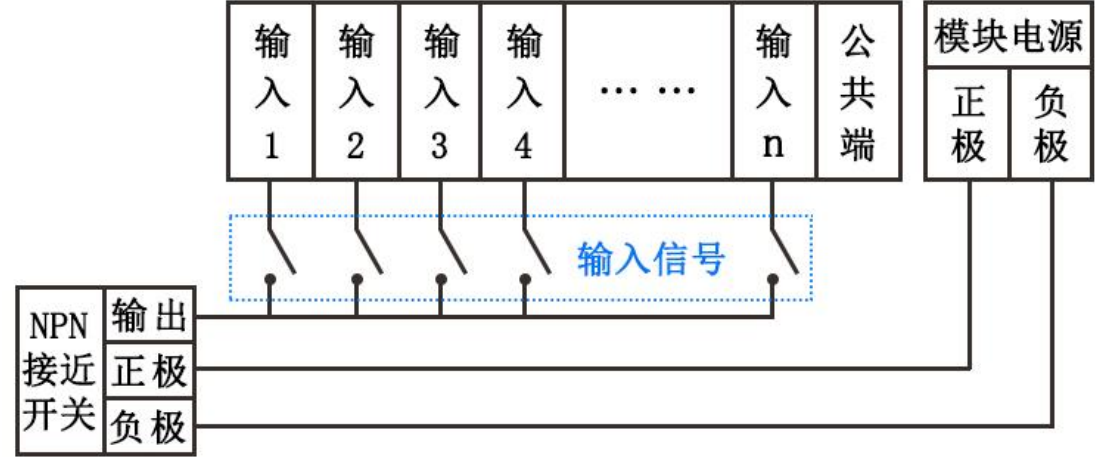 输入1
输入2
输入3
输入4
… …
输入n
公共端
模块电源
正极
负极
输入信号
NPN接近开关
输出
正极
负极